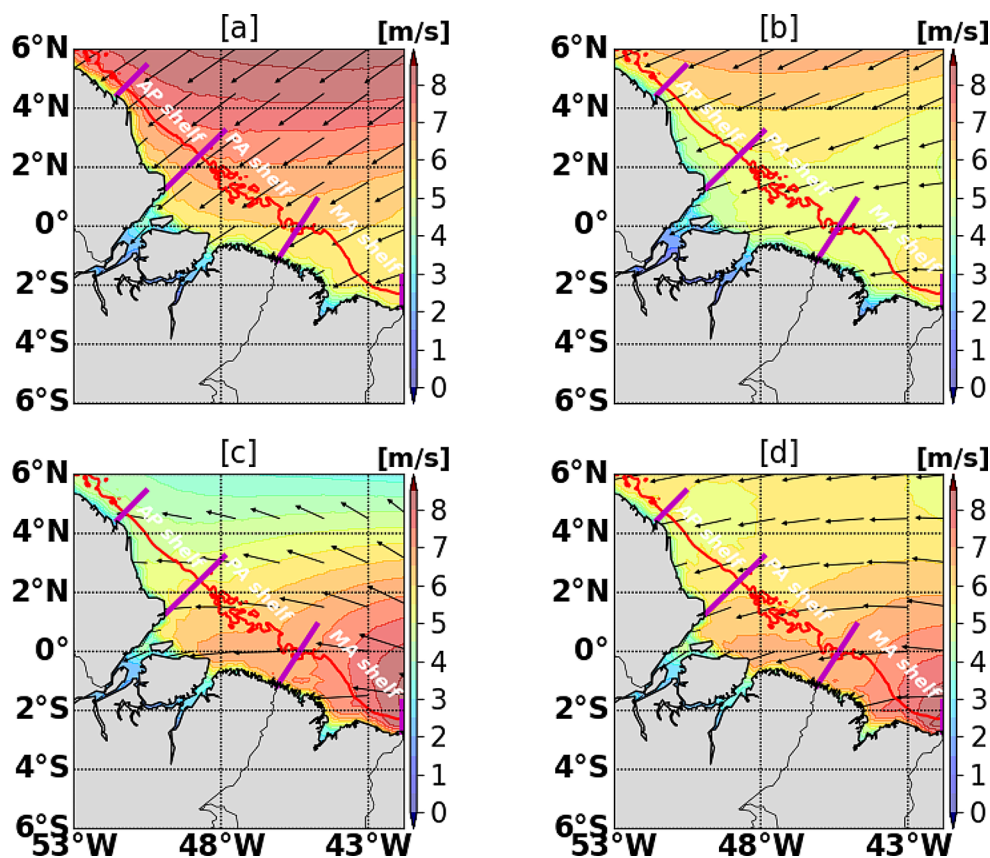 [a] [m/s]
6°N
4°N
2°N
0°
2°S
4°S
6°S
AP shelf
PA shelf
MA shelf
8
7
6
5
4
3
2
1
0
[b] [m/s]
6°N
4°N
2°N
0°
2°S
4°S
6°S
AP shelf
PA shelf
MA shelf
8
7
6
5
4
3
2
1
0
[c] [m/s]
6°N
4°N
2°N
0°
2°S
4°S
6°S
53°W 48°W 43°W
AP shelf
PA shelf
MA shelf
8
7
6
5
4
3
2
1
0
[d] [m/s]
6°N
4°N
2°N
0°
2°S
4°S
6°S
53°W 48°W 43°W
AP shelf
PA shelf
MA shelf
8
7
6
5
4
3
2
1
0